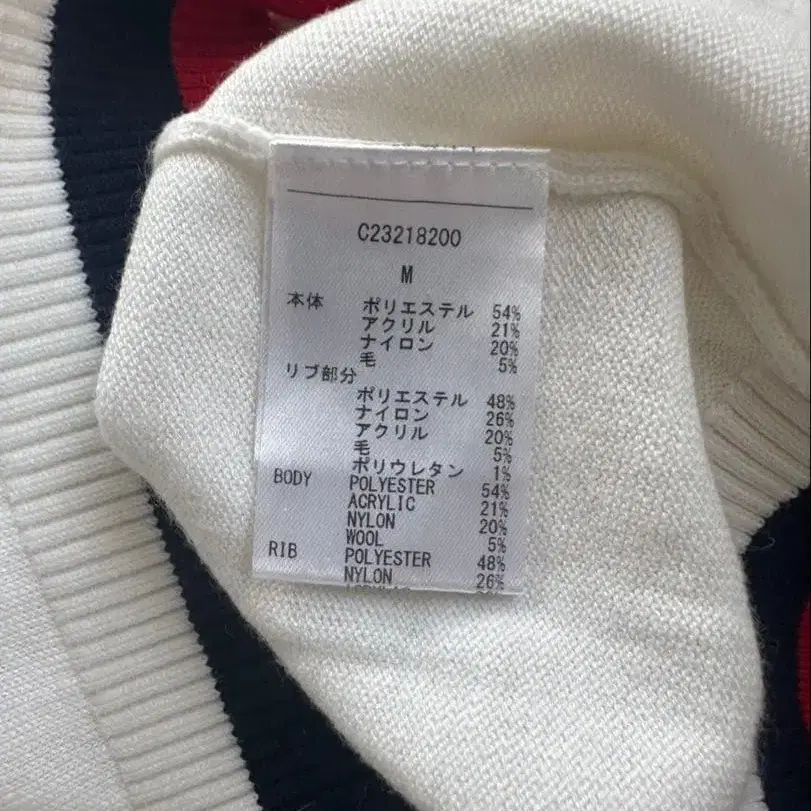 C23218200
M
本体 ポリエステル 54%
アクリル 21%
ナイロン 20%
毛 5%
リブ部分
ポリエステル 48%
ナイロン 26%
アクリル 20%
毛 5%
ポリウレタン 1%
BODY POLYESTER 54%
ACRYLIC 21%
NYLON 20%
WOOL 5%
RIB POLYESTER 48%
NYLON 26%